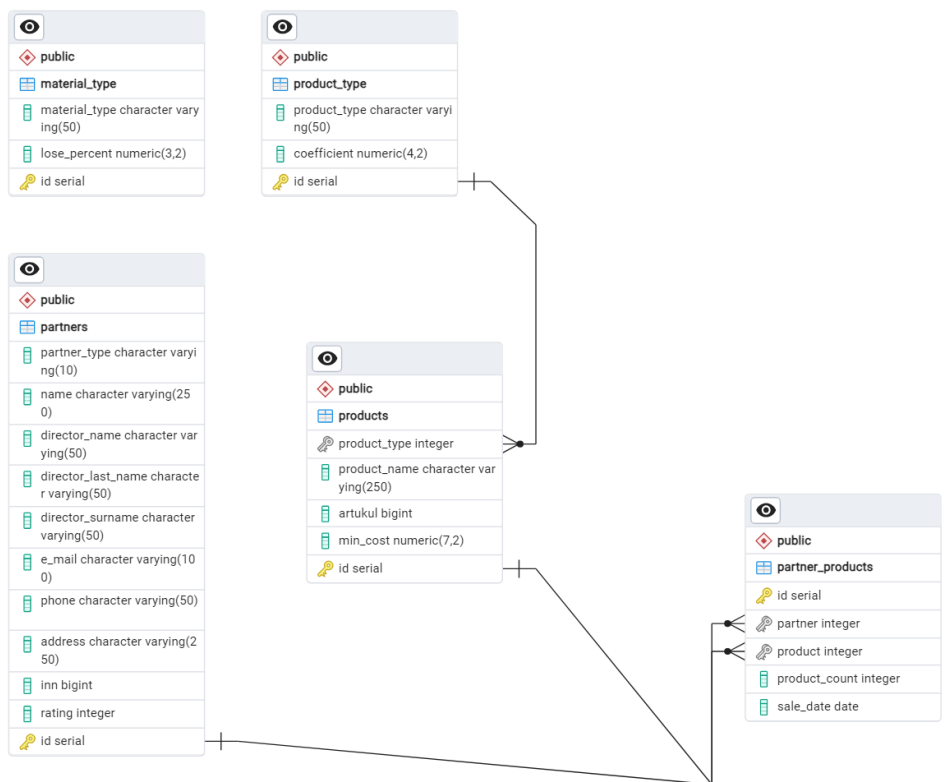 public
material_type
material_type character vary
ing(50)
lose_percent numeric(3,2)
id serial
public
product_type
product_type character varyi
ng(50)
coefficient numeric(4,2)
id serial
public
partners
partner_type character varyi
ng(10)
name character varying(25
0)
director_name character var
ying(50)
director_last_name characte
r varying(50)
director_surname character
varying(50)
e_mail character varying(10
0)
phone character varying(50)
address character varying(2
50)
inn bigint
rating integer
id serial
public
products
product_type integer
product_name character var
ying(250)
artukul bigint
min_cost numeric(7,2)
id serial
public
partner_products
id serial
partner integer
product integer
product_count integer
sale_date date